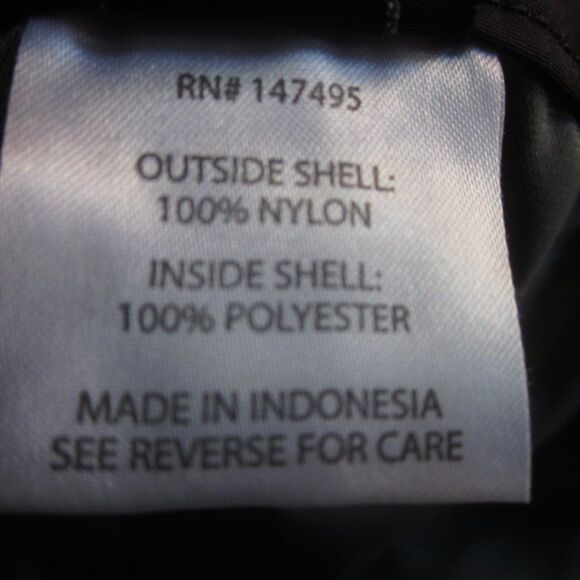 RN# 147495
OUTSIDE SHELL:
100% NYLON
INSIDE SHELL:
100% POLYESTER
MADE IN INDONESIA
SEE REVERSE FOR CARE